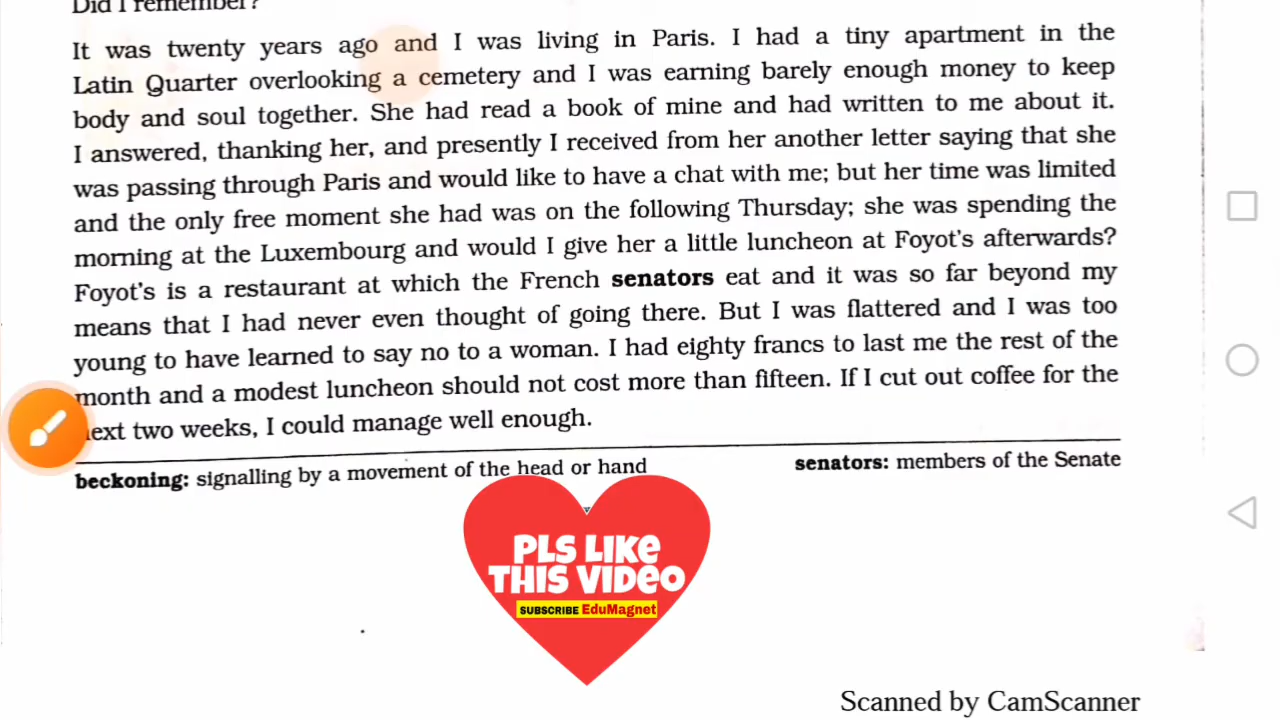 Did I remember?
It was twenty years ago and I was living in Paris. I had a tiny apartment in the
Latin Quarter overlooking a cemetery and I was earning barely enough money to keep
body and soul together. She had read a book of mine and had written to me about it.
I answered, thanking her, and presently I received from her another letter saying that she
was passing through Paris and would like to have a chat with me; but her time was limited
and the only free moment she had was on the following Thursday; she was spending the
morning at the Luxembourg and would I give her a little luncheon at Foyot's afterwards?
Foyot's is a restaurant at which the French senators eat and it was so far beyond my
means that I had never even thought of going there. But I was flattered and I was too
young to have learned to say no to a woman. I had eighty francs to last me the rest of the
month and a modest luncheon should not cost more than fifteen. If I cut out coffee for the
next two weeks, I could manage well enough.
beckoning: signalling by a movement of the head or hand senators: members of the Senate
PLS LIKE
THIS VIDEO
SUBSCRIBE EduMagnet
Scanned by CamScanner